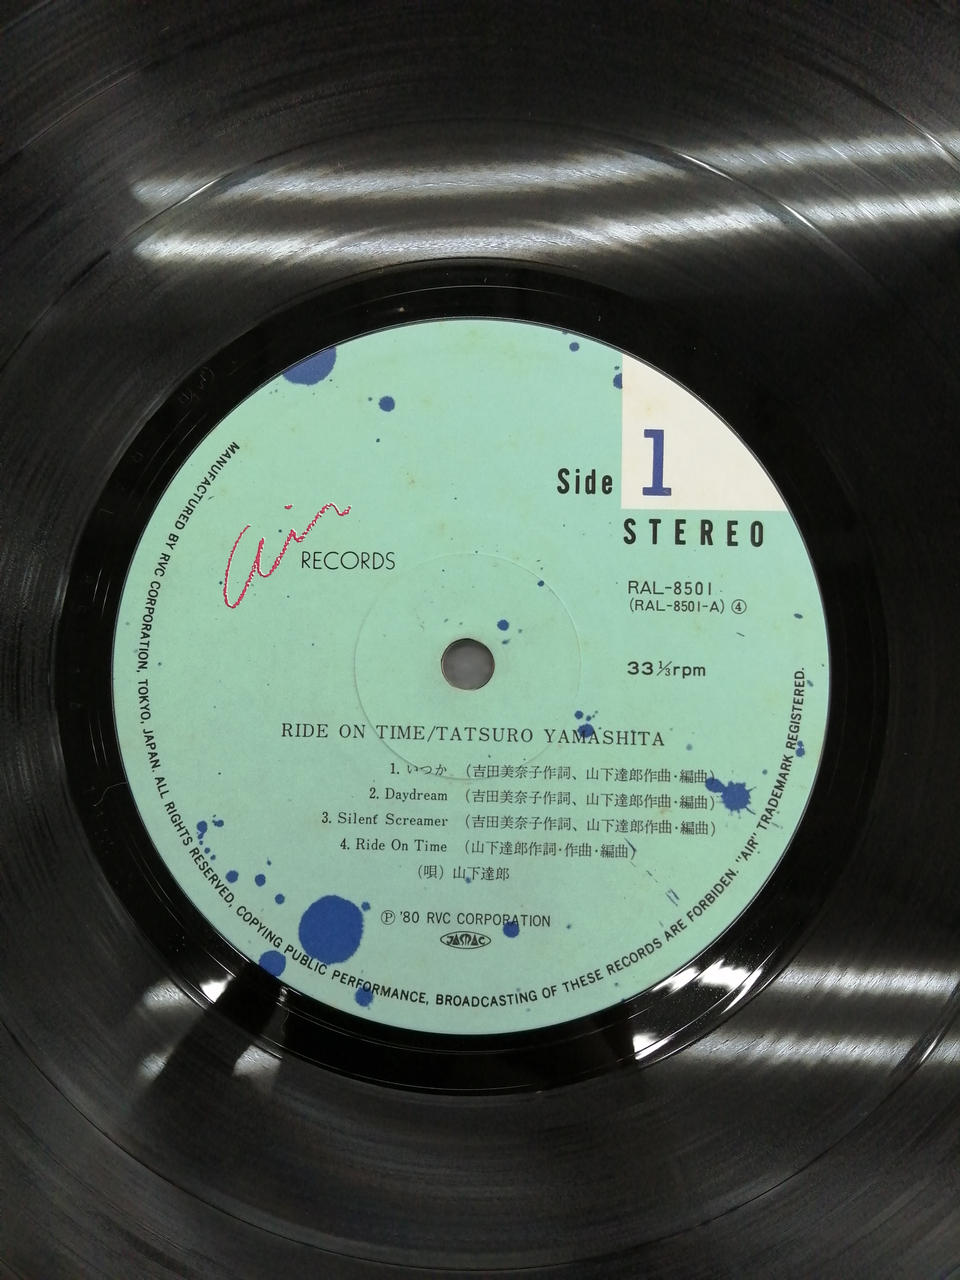 Side 1
STEREO
Air RECORDS
RAL-8501
(RAL-8501-A) ④
33 1/3 rpm
RIDE ON TIME/TATSURO YAMASHITA
1. いつか （吉田美奈子作詞、山下達郎作曲·編曲）
2. Daydream （吉田美奈子作詞、山下達郎作曲·編曲）
3. Silent Screamer （吉田美奈子作詞、山下達郎作曲·編曲）
4. Ride On Time （山下達郎作詞·作曲·編曲）
（唄）山下達郎
Ⓟ '80 RVC CORPORATION
JASRAC
MANUFACTURED BY RVC CORPORATION, TOKYO, JAPAN. ALL RIGHTS RESERVED, COPYING PUBLIC PERFORMANCE, BROADCASTING OF THESE RECORDS ARE FORBIDEN. "AIR" TRADEMARK REGISTERED.